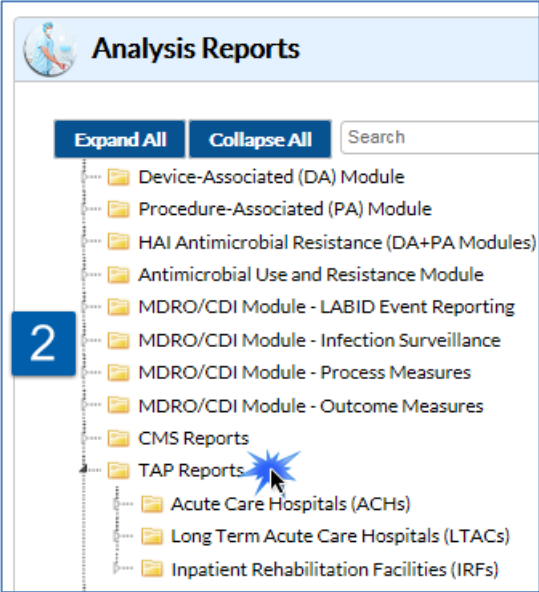 Analysis Reports
Expand All Collapse All Search
Device-Associated (DA) Module
Procedure-Associated (PA) Module
HAI Antimicrobial Resistance (DA+PA Modules)
Antimicrobial Use and Resistance Module
MDRO/CDI Module - LABID Event Reporting
2
MDRO/CDI Module - Infection Surveillance
MDRO/CDI Module - Process Measures
MDRO/CDI Module - Outcome Measures
CMS Reports
TAP Reports
Acute Care Hospitals (ACHs)
Long Term Acute Care Hospitals (LTACs)
Inpatient Rehabilitation Facilities (IRFs)